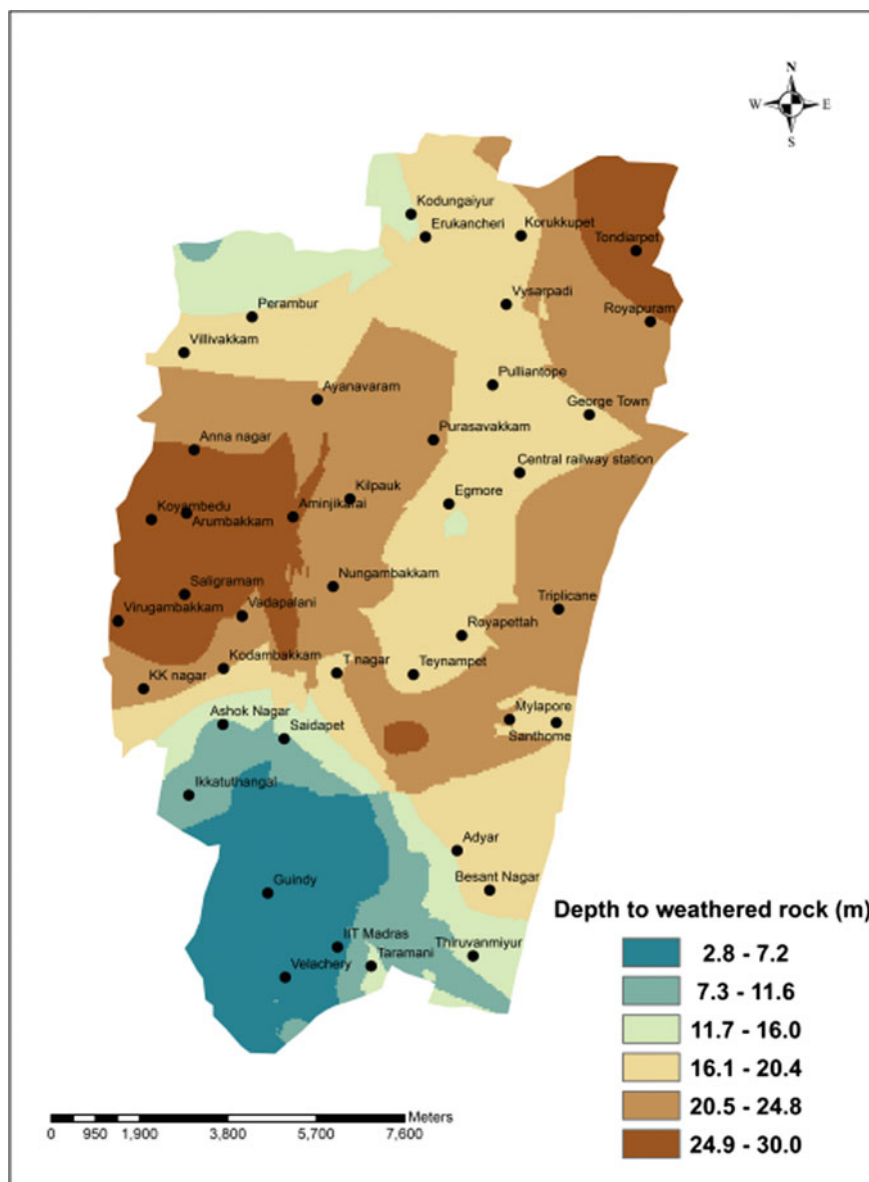 N
W E
S
Kodungaiyur
Erukancheri
Korukkupet
Tondiarpet
Vysarpadi
Royapuram
Perambur
Villivakkam
Ayanavaram
Pulliantope
George Town
Purasavakkam
Anna nagar
Central railway station
Kilpauk
Egmore
Koyambedu
Aminjikarai
Arumbakkam
Nungambakkam
Saligramam
Triplicane
Virugambakkam
Vadapalani
Royapettah
Kodambakkam
T nagar
Teynampet
KK nagar
Mylapore
Ashok Nagar
Saidapet
Santhome
Ikkatuthangal
Adyar
Guindy
Besant Nagar
IIT Madras
Thiruvanmiyur
Taramani
Velachery
Depth to weathered rock (m)
2.8 - 7.2
7.3 - 11.6
11.7 - 16.0
16.1 - 20.4
20.5 - 24.8
24.9 - 30.0
Meters
0 950 1,900 3,800 5,700 7,600